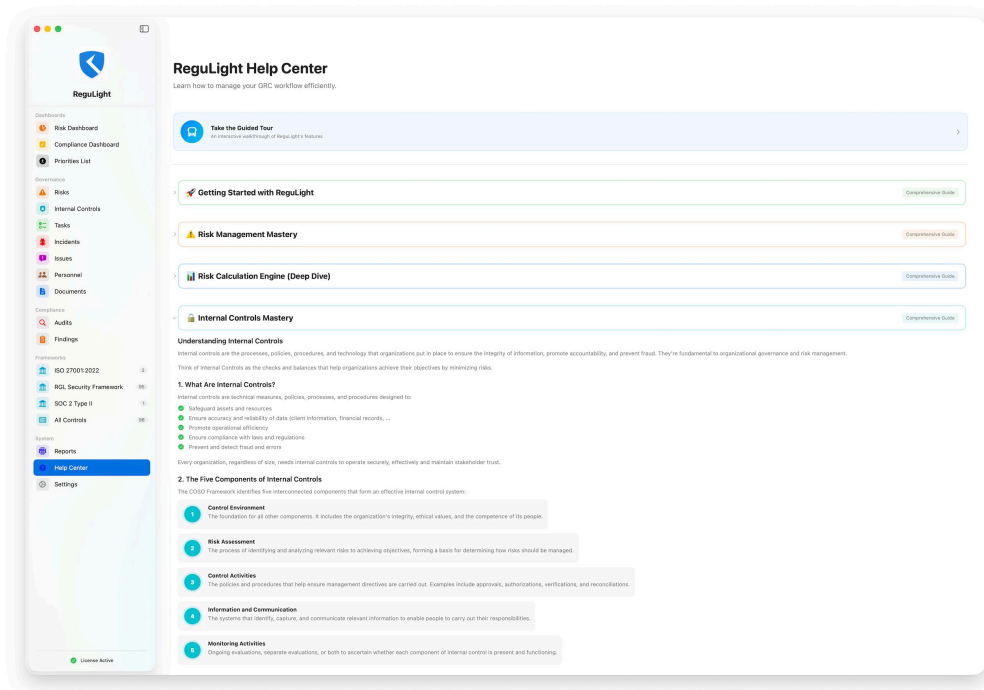 ReguLight
Dashboards
Risk Dashboard
Compliance Dashboard
Priorities List
Governance
Risks
Internal Controls
Tasks
Incidents
Issues
Personnel
Documents
Compliance
Audits
Findings
Frameworks
ISO 27001:2022
RGL Security Framework
SOC 2 Type II 1
All Controls
System
Reports
Help Center
Settings
License Active
ReguLight Help Center
Learn how to manage your GRC workflow efficiently.
Take the Guided Tour
An interactive walkthrough of ReguLight's features
🚀 Getting Started with ReguLight Comprehensive Guide
⚠️ Risk Management Mastery Comprehensive Guide
📊 Risk Calculation Engine (Deep Dive) Comprehensive Guide
🔒 Internal Controls Mastery Comprehensive Guide
Understanding Internal Controls
Internal controls are the processes, policies, procedures, and technology that organizations put in place to ensure the integrity of information, promote accountability, and prevent fraud. They're fundamental to organizational governance and risk management.
Think of Internal Controls as the checks and balances that help organizations achieve their objectives by minimizing risks.
1. What Are Internal Controls?
Internal controls are technical measures, policies, processes, and procedures designed to:
Safeguard assets and resources
Ensure accuracy and reliability of data (client information, financial records, ...
Promote operational efficiency
Ensure compliance with laws and regulations
Prevent and detect fraud and errors
Every organization, regardless of size, needs internal controls to operate securely, effectively and maintain stakeholder trust.
2. The Five Components of Internal Controls
The COSO Framework identifies five interconnected components that form an effective internal control system:
1 Control Environment
The foundation for all other components. It includes the organization's integrity, ethical values, and the competence of its people.
2 Risk Assessment
The process of identifying and analyzing relevant risks to achieving objectives, forming a basis for determining how risks should be managed.
3 Control Activities
The policies and procedures that help ensure management directives are carried out. Examples include approvals, authorizations, verifications, and reconciliations.
4 Information and Communication
The systems that identify, capture, and communicate relevant information to enable people to carry out their responsibilities.
5 Monitoring Activities
Ongoing evaluations, separate evaluations, or both to ascertain whether each component of internal control is present and functioning.